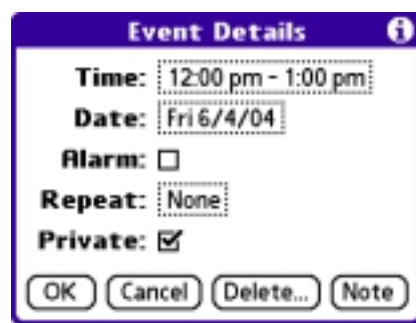 Event Details
Time: 12:00 pm - 1:00 pm
Date: Fri 6/4/04
Alarm:
Repeat: None
Private:
OK Cancel Delete... Note